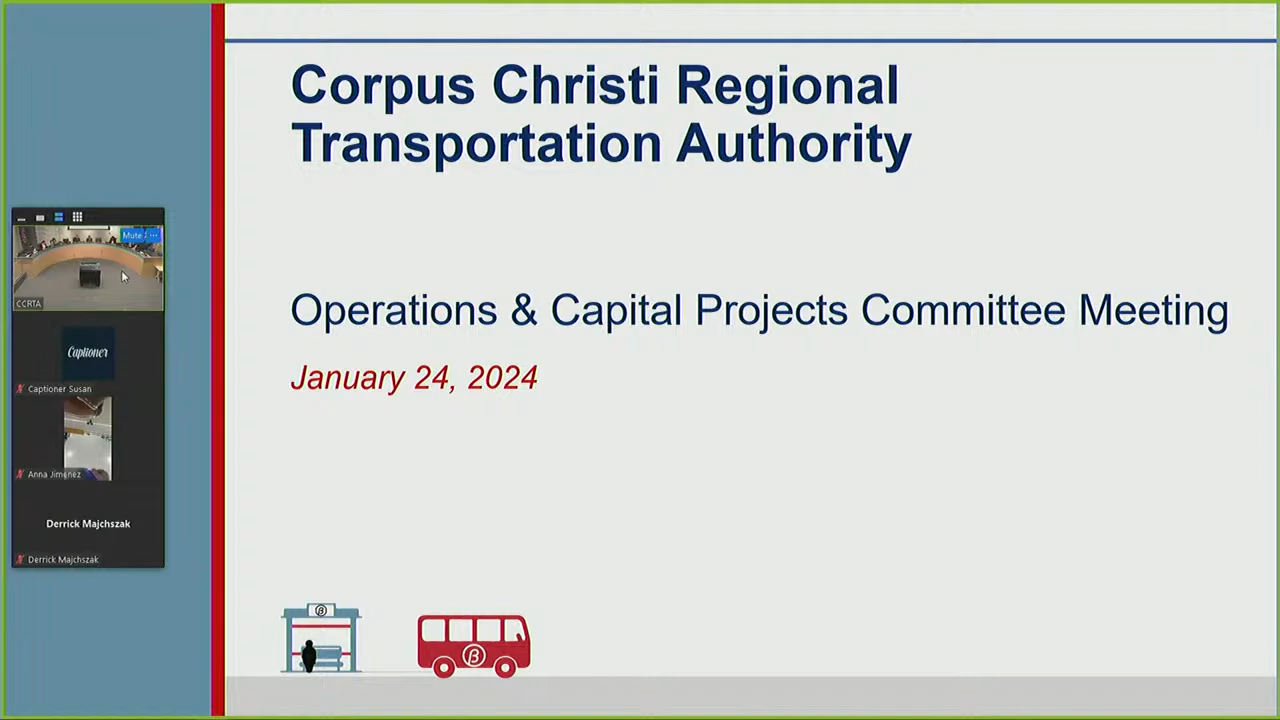 Corpus Christi Regional
Transportation Authority
Operations & Capital Projects Committee Meeting
January 24, 2024
Mute
CCRTA
Captioner
Captioner Susan
Anna Jimenez
Derrick Majchszak
Derrick Majchszak
β
β